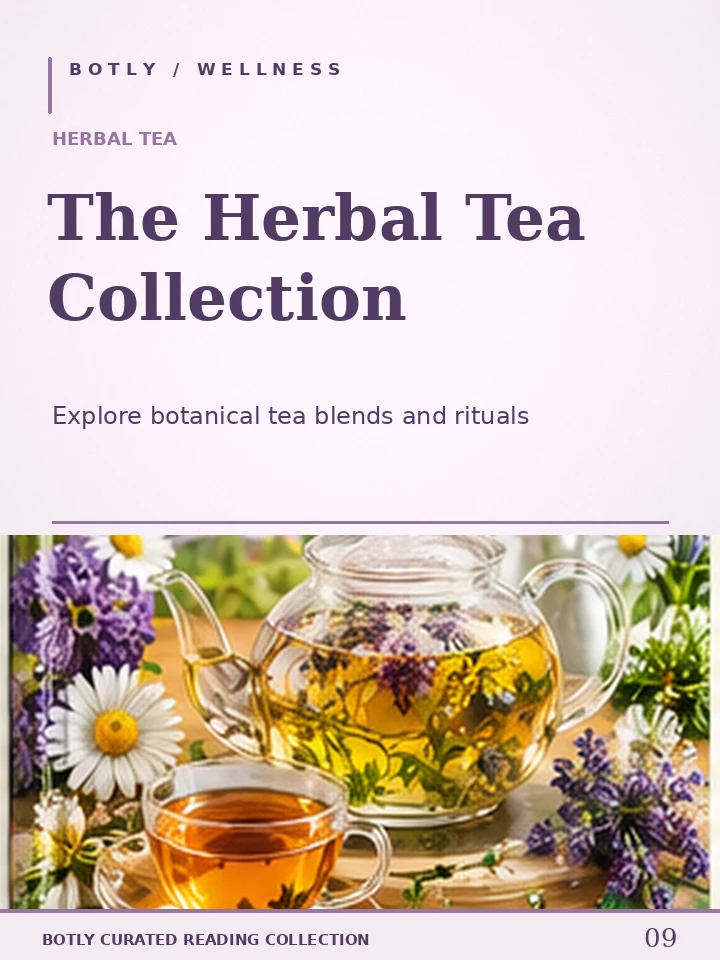 BOTLY / WELLNESS
HERBAL TEA
The Herbal Tea
Collection
Explore botanical tea blends and rituals
BOTLY CURATED READING COLLECTION
09